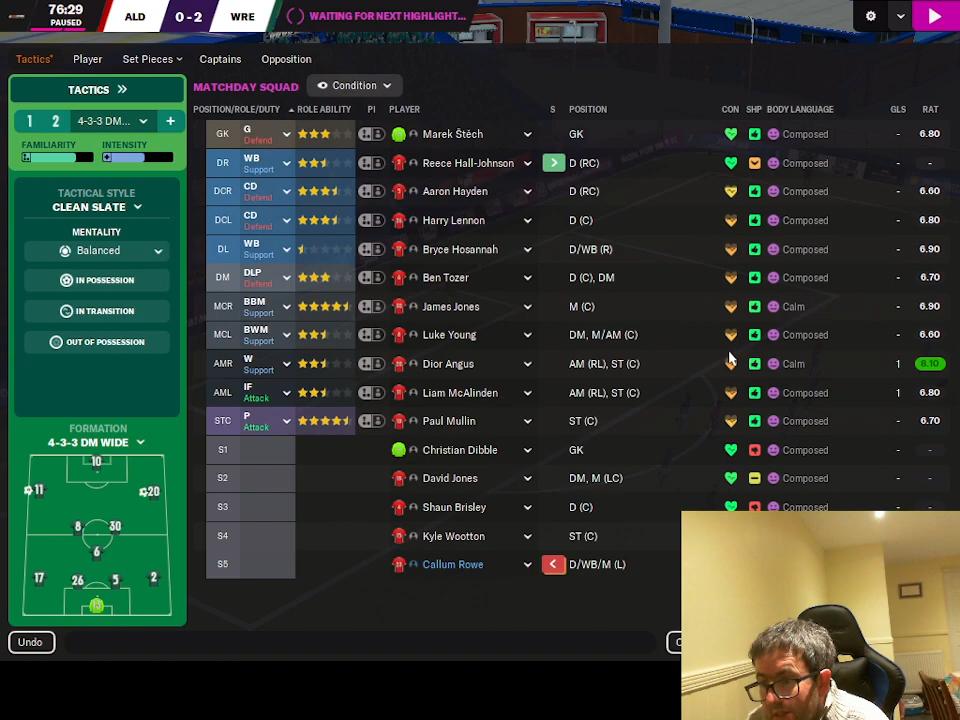 76:29
PAUSED
ALD 0-2 WRE
WAITING FOR NEXT HIGHLIGHT...
Tactics* Player Set Pieces Captains Opposition
TACTICS
1 2 4-3-3 DM...
FAMILIARITY INTENSITY
TACTICAL STYLE
CLEAN SLATE
MENTALITY
Balanced
IN POSSESSION
IN TRANSITION
OUT OF POSSESSION
FORMATION
4-3-3 DM WIDE
10
11 20
8 30
6
17 26 5 2
Undo
MATCHDAY SQUAD Condition
POSITION/ROLE/DUTY ROLE ABILITY PI PLAYER S POSITION CON SHP BODY LANGUAGE GLS RAT
GK G Defend Marek Štěch GK Composed - 6.80
DR WB Support Reece Hall-Johnson D (RC) Composed - -
DCR CD Defend Aaron Hayden D (RC) Composed - 6.60
DCL CD Defend Harry Lennon D (C) Composed - 6.80
DL WB Support Bryce Hosannah D/WB (R) Composed - 6.90
DM DLP Defend Ben Tozer D (C), DM Composed - 6.70
MCR BBM Support James Jones M (C) Calm - 6.90
MCL BWM Support Luke Young DM, M/AM (C) Composed - 6.60
AMR W Support Dior Angus AM (RL), ST (C) Calm 1 8.10
AML IF Attack Liam McAlinden AM (RL), ST (C) Composed 1 6.80
STC P Attack Paul Mullin ST (C) Composed - 6.70
S1 Christian Dibble GK Composed - -
S2 David Jones DM, M (LC) Composed - -
S3 Shaun Brisley D (C) Composed - -
S4 Kyle Wootton ST (C)
S5 Callum Rowe D/WB/M (L)